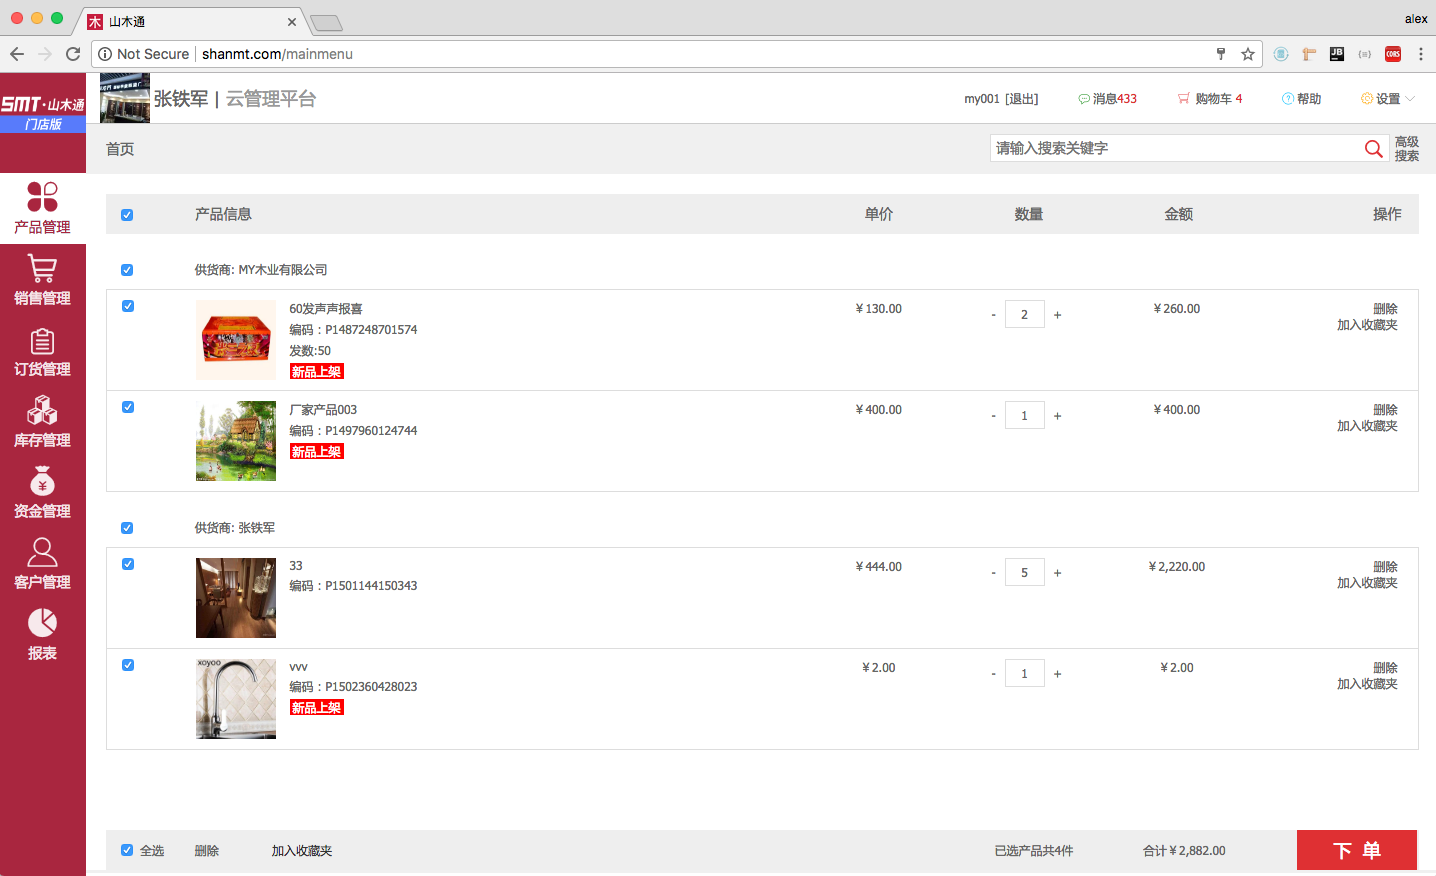 木 山木通
alex
Not Secure shanmt.com/mainmenu
JB
CORS
SMT·山木通
门店版
张铁军 | 云管理平台
my001 [退出]
消息433
购物车 4
帮助
设置
首页
请输入搜索关键字
高级
搜索
产品管理
销售管理
订货管理
库存管理
资金管理
客户管理
报表
产品信息 单价 数量 金额 操作
供货商: MY木业有限公司
60发声声报喜 ¥130.00 - 2 + ¥260.00 删除
加入收藏夹
编码：P1487248701574
发数:50
新品上架
厂家产品003 ¥400.00 - 1 + ¥400.00 删除
加入收藏夹
编码：P1497960124744
新品上架
供货商: 张铁军
33 ¥444.00 - 5 + ¥2,220.00 删除
加入收藏夹
编码：P1501144150343
xoyoo
vvv ¥2.00 - 1 + ¥2.00 删除
加入收藏夹
编码：P1502360428023
新品上架
全选 删除 加入收藏夹 已选产品共4件 合计¥2,882.00 下 单